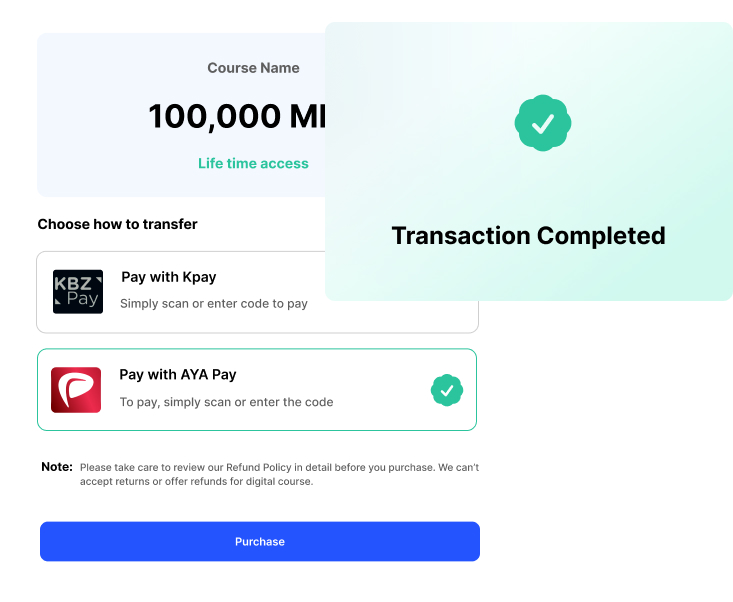 Course Name
100,000
Life time access
Transaction Completed
Choose how to transfer
KBZ
Pay
Pay with Kpay
Simply scan or enter code to pay
Pay with AYA Pay
To pay, simply scan or enter the code
Note: Please take care to review our Refund Policy in detail before you purchase. We can't
accept returns or offer refunds for digital course.
Purchase